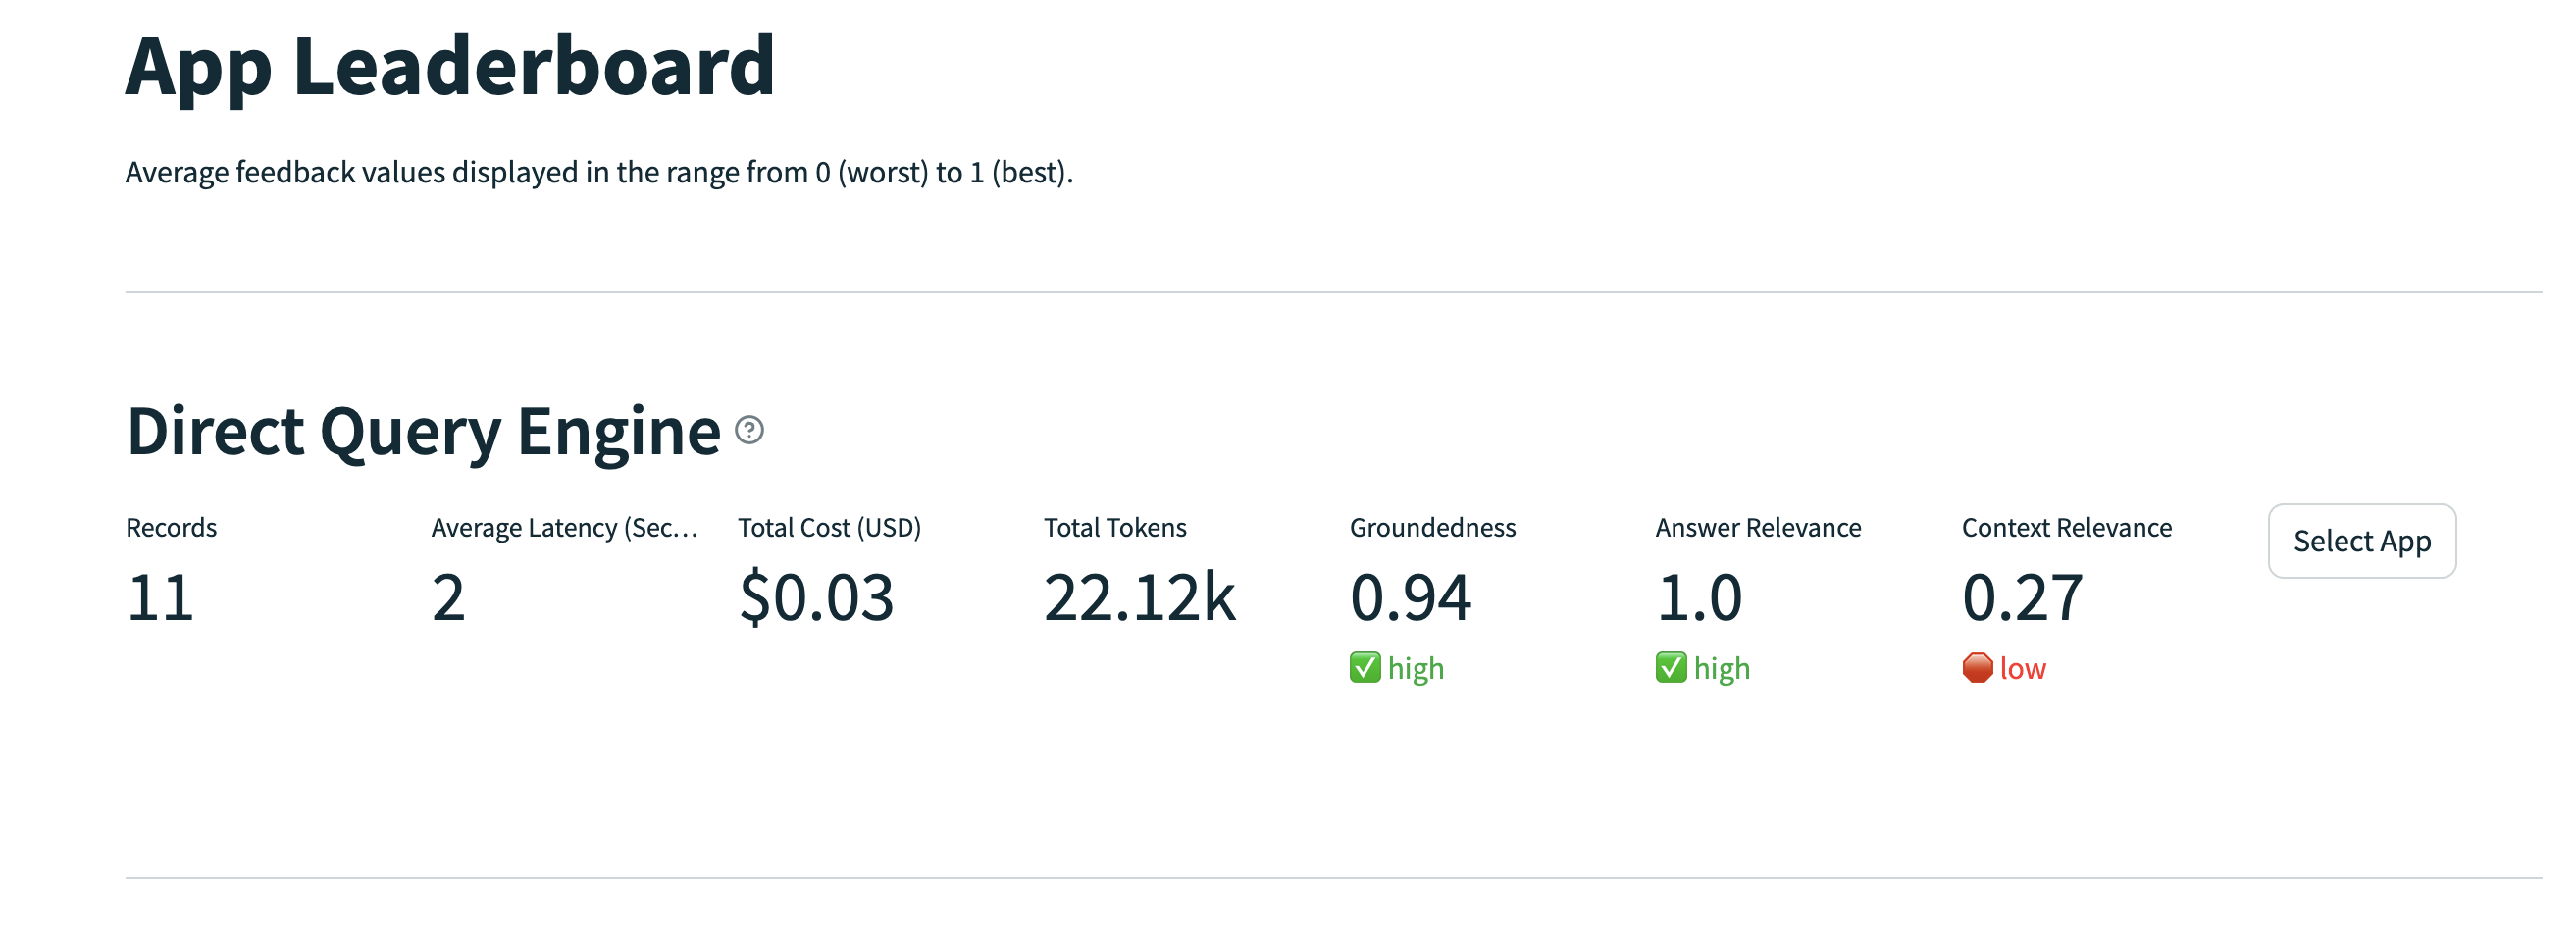 App Leaderboard
Average feedback values displayed in the range from 0 (worst) to 1 (best).
Direct Query Engine
Records
11
Average Latency (Sec…
2
Total Cost (USD)
$0.03
Total Tokens
22.12k
Groundedness
0.94
✅ high
Answer Relevance
1.0
✅ high
Context Relevance
0.27
🛑 low
Select App